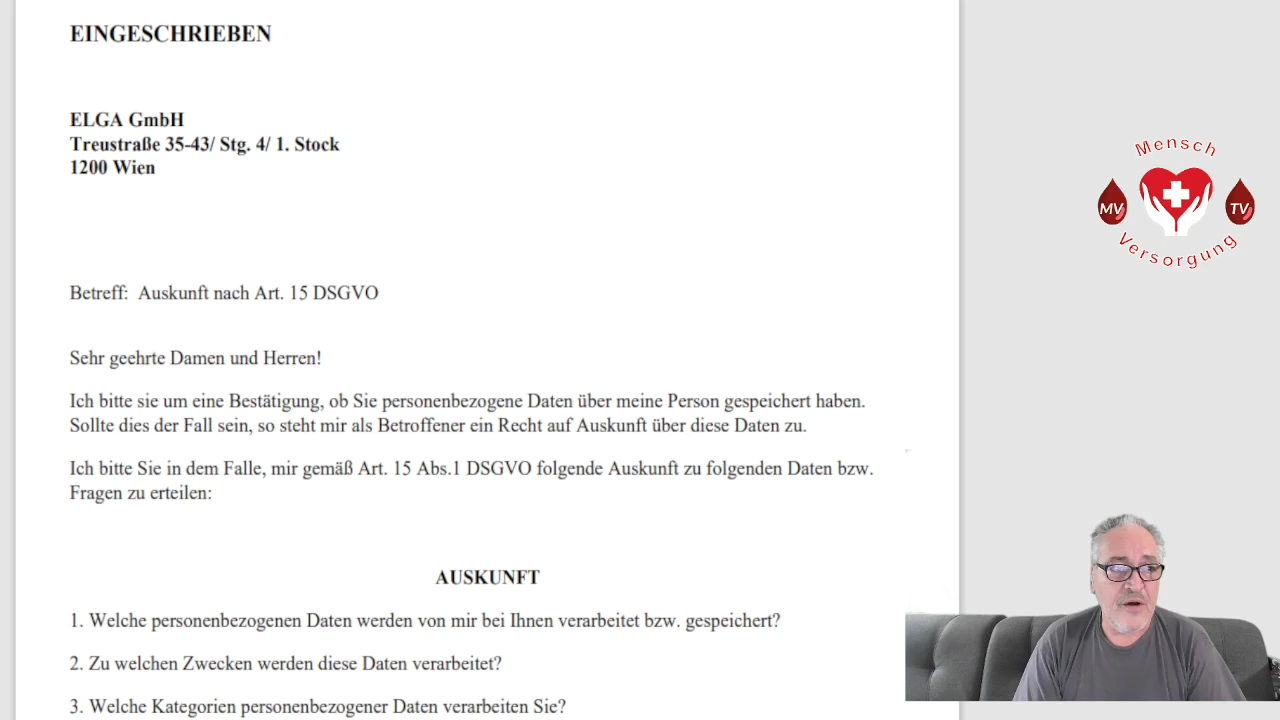 EINGESCHRIEBEN
ELGA GmbH
Treustraße 35-43/ Stg. 4/ 1. Stock
1200 Wien
Betreff:  Auskunft nach Art. 15 DSGVO
Sehr geehrte Damen und Herren!
Ich bitte sie um eine Bestätigung, ob Sie personenbezogene Daten über meine Person gespeichert haben.
Sollte dies der Fall sein, so steht mir als Betroffener ein Recht auf Auskunft über diese Daten zu.
Ich bitte Sie in dem Falle, mir gemäß Art. 15 Abs.1 DSGVO folgende Auskunft zu folgenden Daten bzw.
Fragen zu erteilen:
AUSKUNFT
1. Welche personenbezogenen Daten werden von mir bei Ihnen verarbeitet bzw. gespeichert?
2. Zu welchen Zwecken werden diese Daten verarbeitet?
3. Welche Kategorien personenbezogener Daten verarbeiten Sie?
Mensch
MV
TV
Versorgung